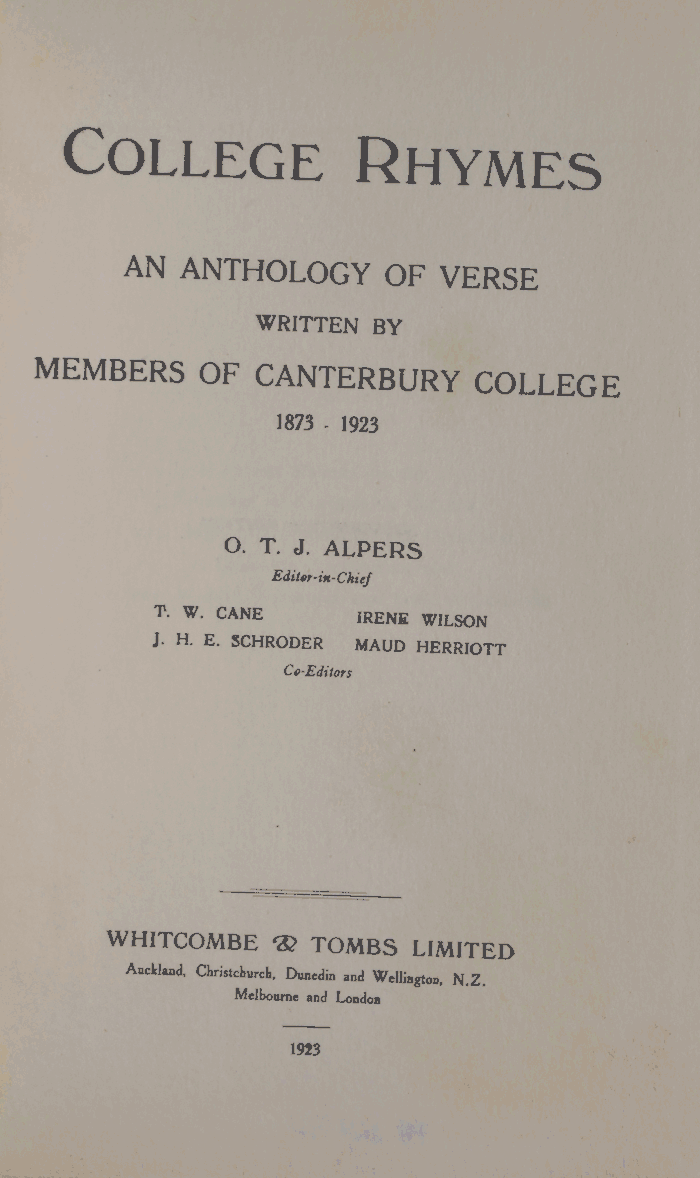 COLLEGE RHYMES
AN ANTHOLOGY OF VERSE
WRITTEN BY
MEMBERS OF CANTERBURY COLLEGE
1873 - 1923
O. T. J. ALPERS
Editor-in-Chief
T. W. CANE IRENE WILSON
J. H. E. SCHRODER MAUD HERRIOTT
Co-Editors
WHITCOMBE & TOMBS LIMITED
Auckland, Christchurch, Dunedin and Wellington, N.Z.
Melbourne and London
1923